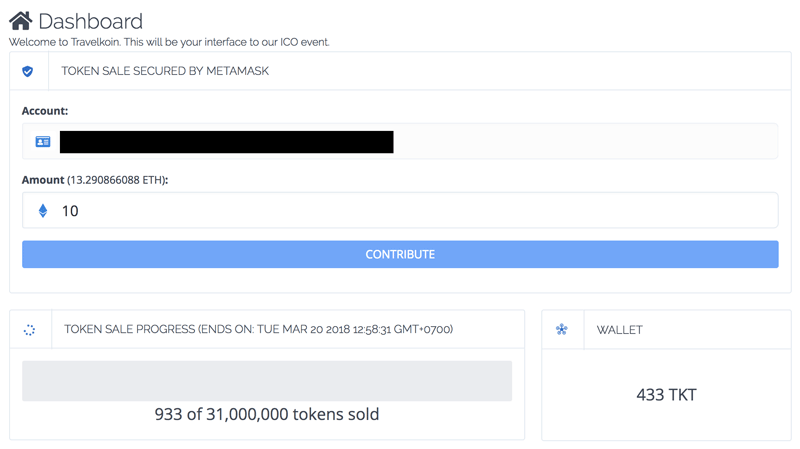 Dashboard
Welcome to Travelkoin. This will be your interface to our ICO event.
TOKEN SALE SECURED BY METAMASK
Account:
Amount (13.290866088 ETH):
10
CONTRIBUTE
TOKEN SALE PROGRESS (ENDS ON: TUE MAR 20 2018 12:58:31 GMT+0700)
933 of 31,000,000 tokens sold
WALLET
433 TKT